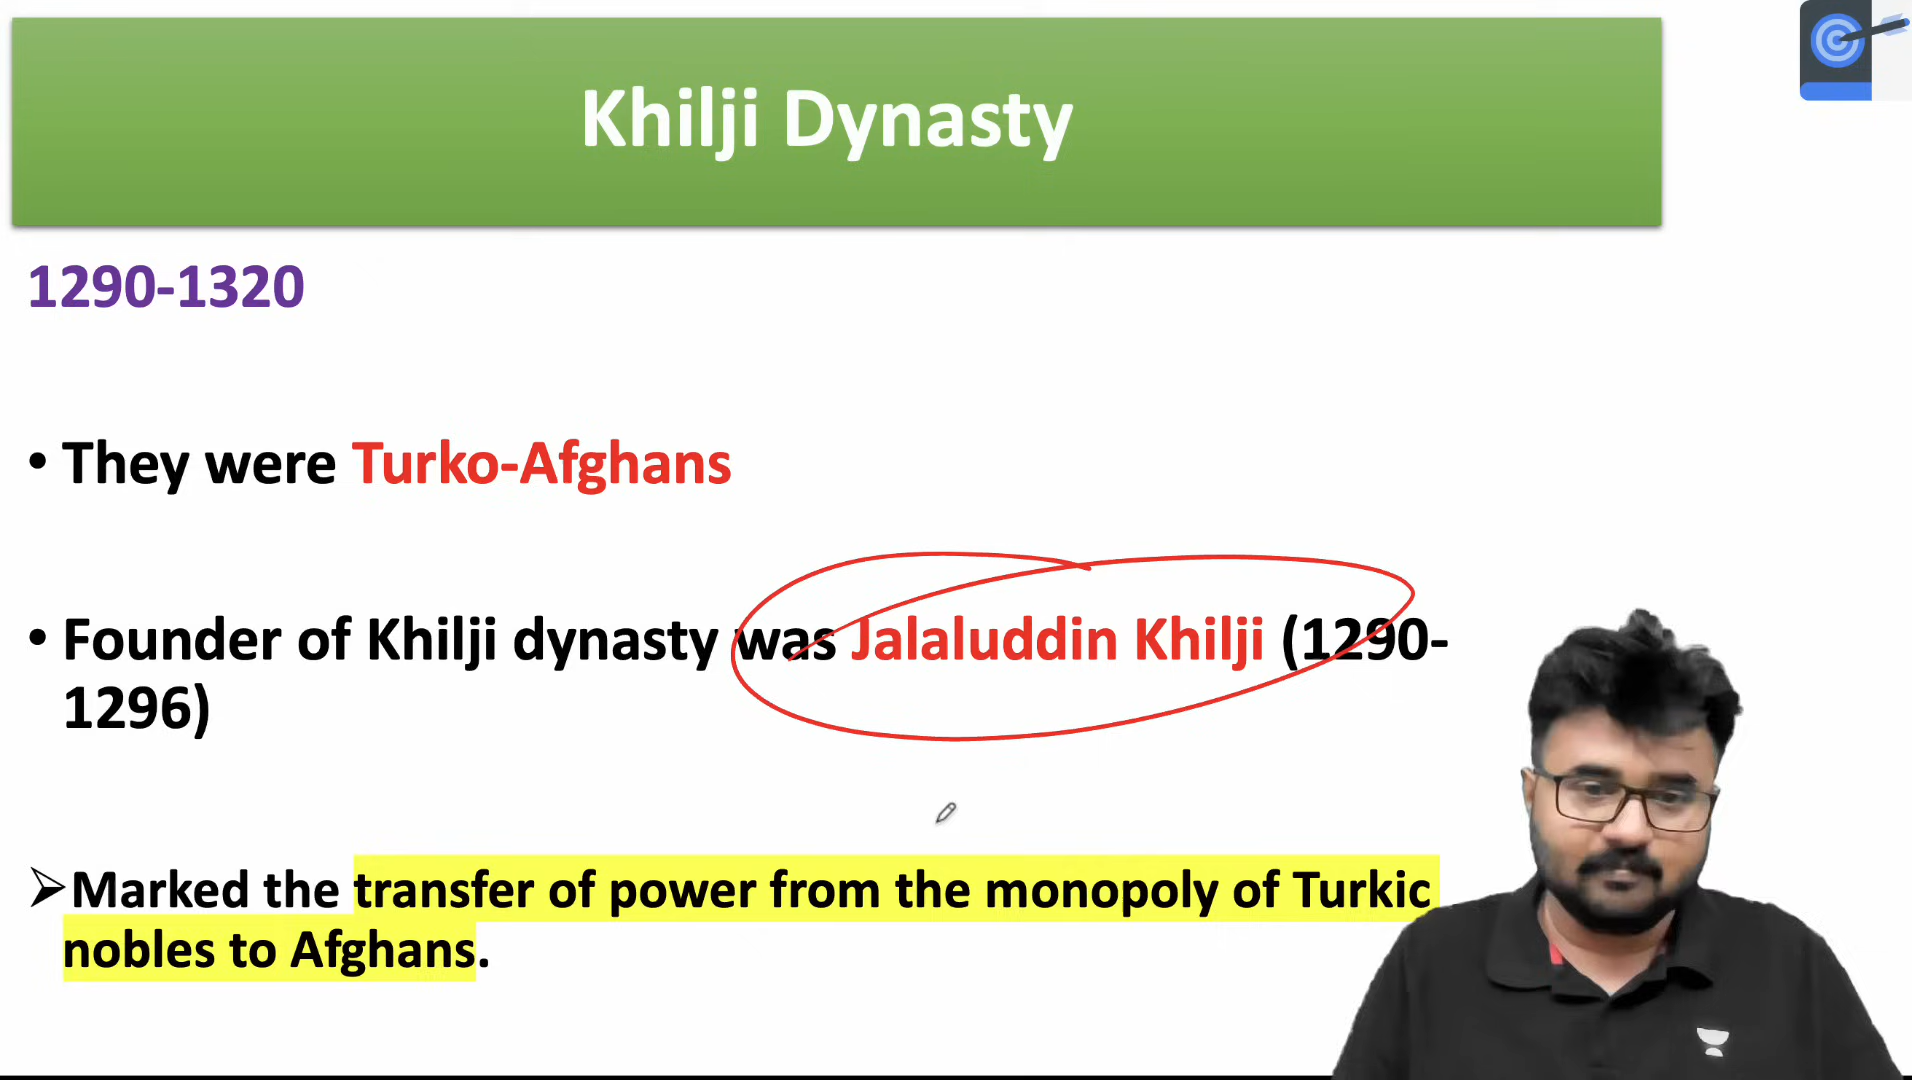 Khilji Dynasty
1290-1320
• They were Turko-Afghans
• Founder of Khilji dynasty was Jalaluddin Khilji (1290-
1296)
➢Marked the transfer of power from the monopoly of Turkic
nobles to Afghans.